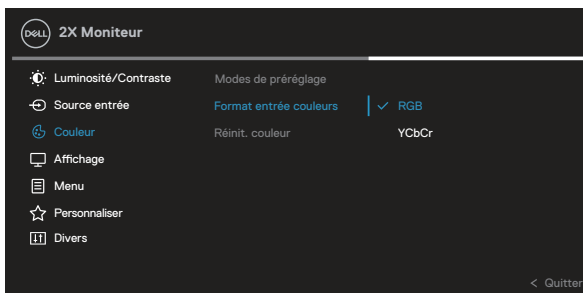 DELL 2X Moniteur
Luminosité/Contraste Modes de préréglage
Source entrée Format entrée couleurs RGB
Couleur Réinit. couleur YCbCr
Affichage
Menu
Personnaliser
Divers
< Quitter